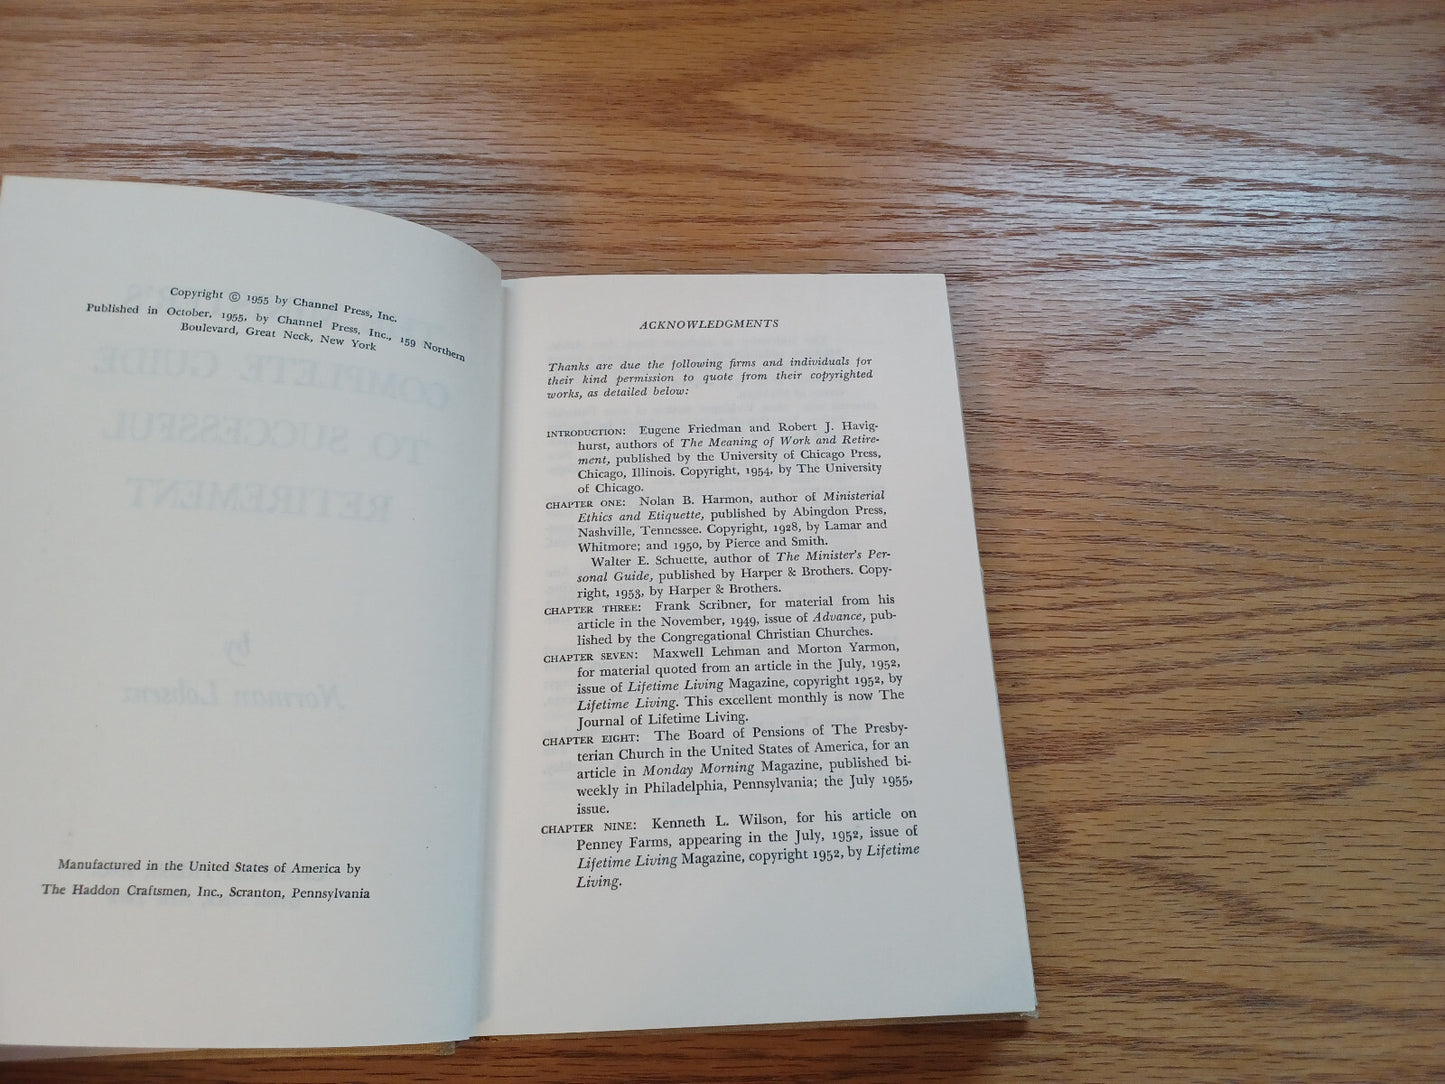 Copyright © 1955 by Channel Press, Inc.
Published in October, 1955, by Channel Press, Inc., 159 Northern
Boulevard, Great Neck, New York
COMPLETE GUIDE
TO SUCCESSFUL
RETIREMENT
by
Norman Lobsenz
Manufactured in the United States of America by
The Haddon Craftsmen, Inc., Scranton, Pennsylvania
ACKNOWLEDGMENTS
Thanks are due the following firms and individuals for
their kind permission to quote from their copyrighted
works, as detailed below:
INTRODUCTION: Eugene Friedman and Robert J. Havig-
hurst, authors of The Meaning of Work and Retire-
ment, published by the University of Chicago Press,
Chicago, Illinois. Copyright, 1954, by The University
of Chicago.
CHAPTER ONE: Nolan B. Harmon, author of Ministerial
Ethics and Etiquette, published by Abingdon Press,
Nashville, Tennessee. Copyright, 1928, by Lamar and
Whitmore; and 1950, by Pierce and Smith.
Walter E. Schuette, author of The Minister's Per-
sonal Guide, published by Harper & Brothers. Copy-
right, 1953, by Harper & Brothers.
CHAPTER THREE: Frank Scribner, for material from his
article in the November, 1949, issue of Advance, pub-
lished by the Congregational Christian Churches.
CHAPTER SEVEN: Maxwell Lehman and Morton Yarmon,
for material quoted from an article in the July, 1952,
issue of Lifetime Living Magazine, copyright 1952, by
Lifetime Living. This excellent monthly is now The
Journal of Lifetime Living.
CHAPTER EIGHT: The Board of Pensions of The Presby-
terian Church in the United States of America, for an
article in Monday Morning Magazine, published bi-
weekly in Philadelphia, Pennsylvania; the July 1955,
issue.
CHAPTER NINE: Kenneth L. Wilson, for his article on
Penney Farms, appearing in the July, 1952, issue of
Lifetime Living Magazine, copyright 1952, by Lifetime
Living.